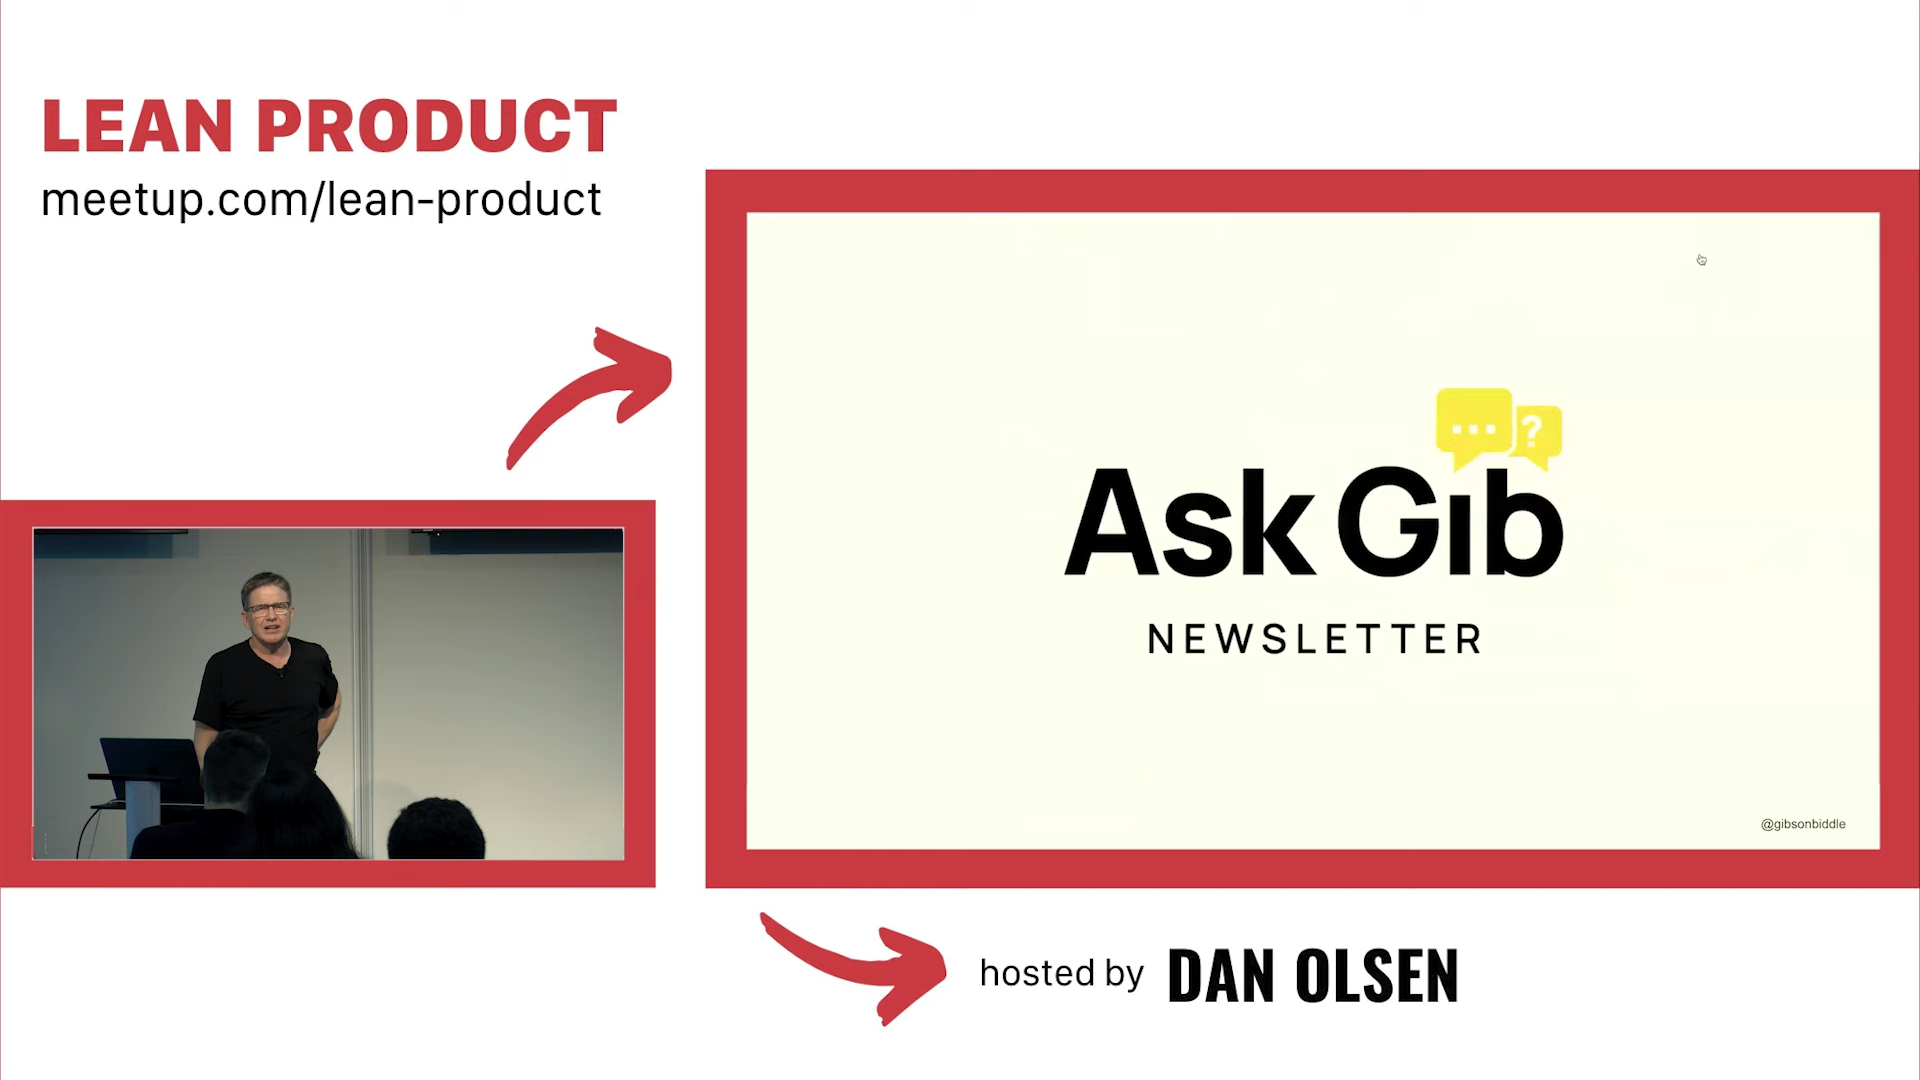 LEAN PRODUCT
meetup.com/lean-product
Ask Gib
NEWSLETTER
@gibsonbiddle
hosted by DAN OLSEN